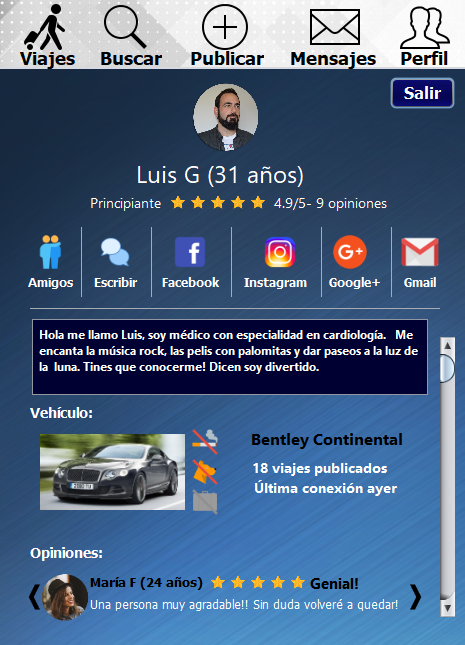 Viajes Buscar Publicar Mensajes Perfil
Salir
Luis G (31 años)
Principiante 4.9/5- 9 opiniones
Amigos Escribir Facebook Instagram Google+ Gmail
Hola me llamo Luis, soy médico con especialidad en cardiología. Me
encanta la música rock, las pelis con palomitas y dar paseos a la luz de
la luna. Tines que conocerme! Dicen soy divertido.
Vehículo:
Bentley Continental
18 viajes publicados
Última conexión ayer
Opiniones:
María F (24 años) Genial!
Una persona muy agradable!! Sin duda volveré a quedar!